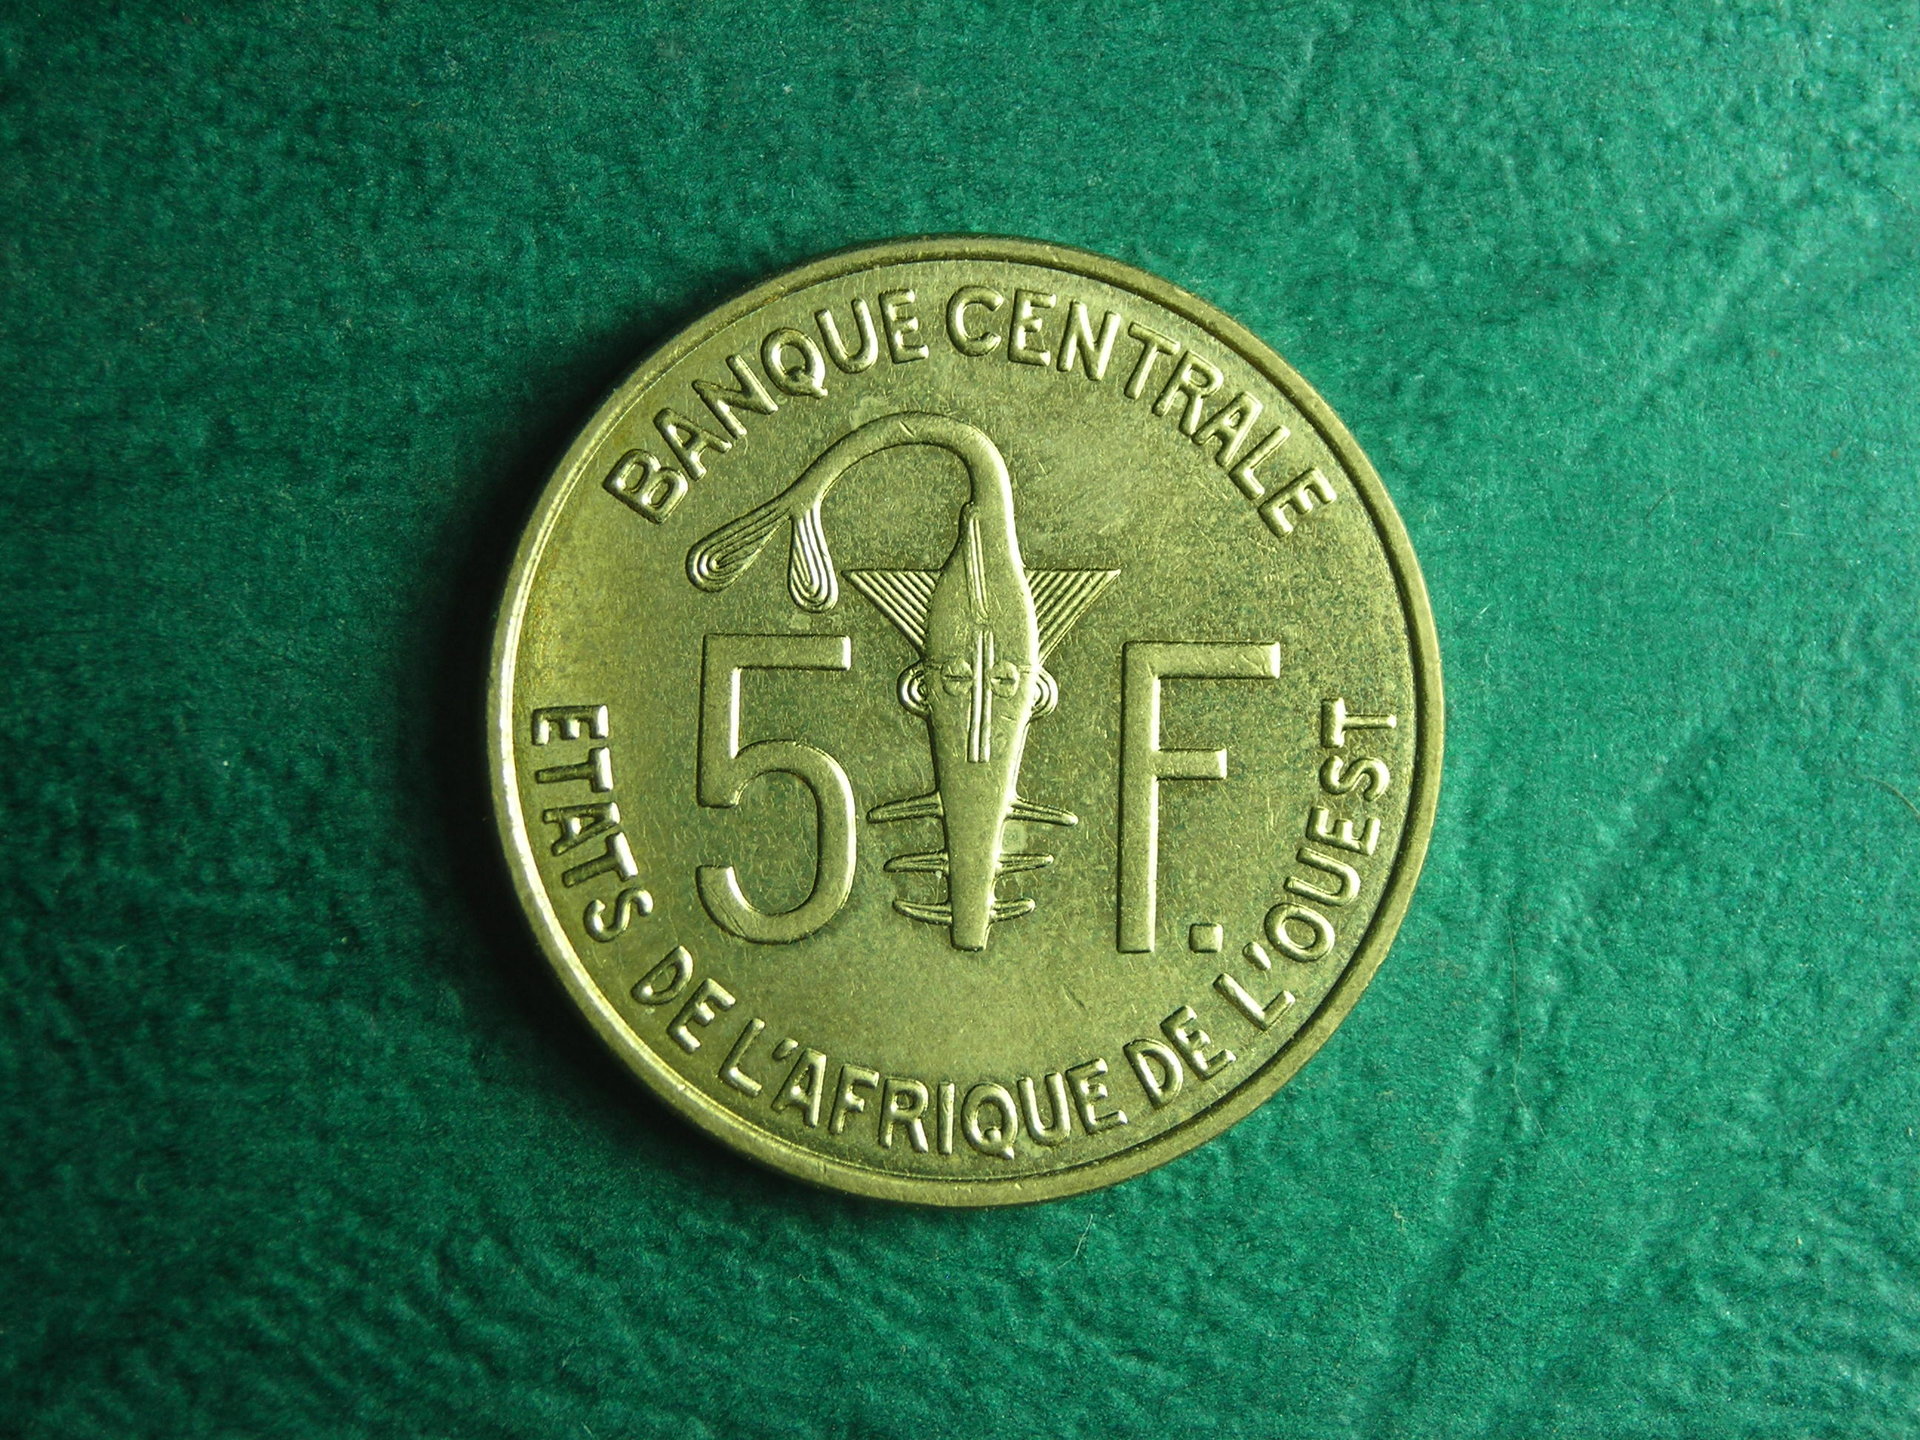 BANQUE CENTRALE
5 F.
ETATS DE L'AFRIQUE DE L'OUEST